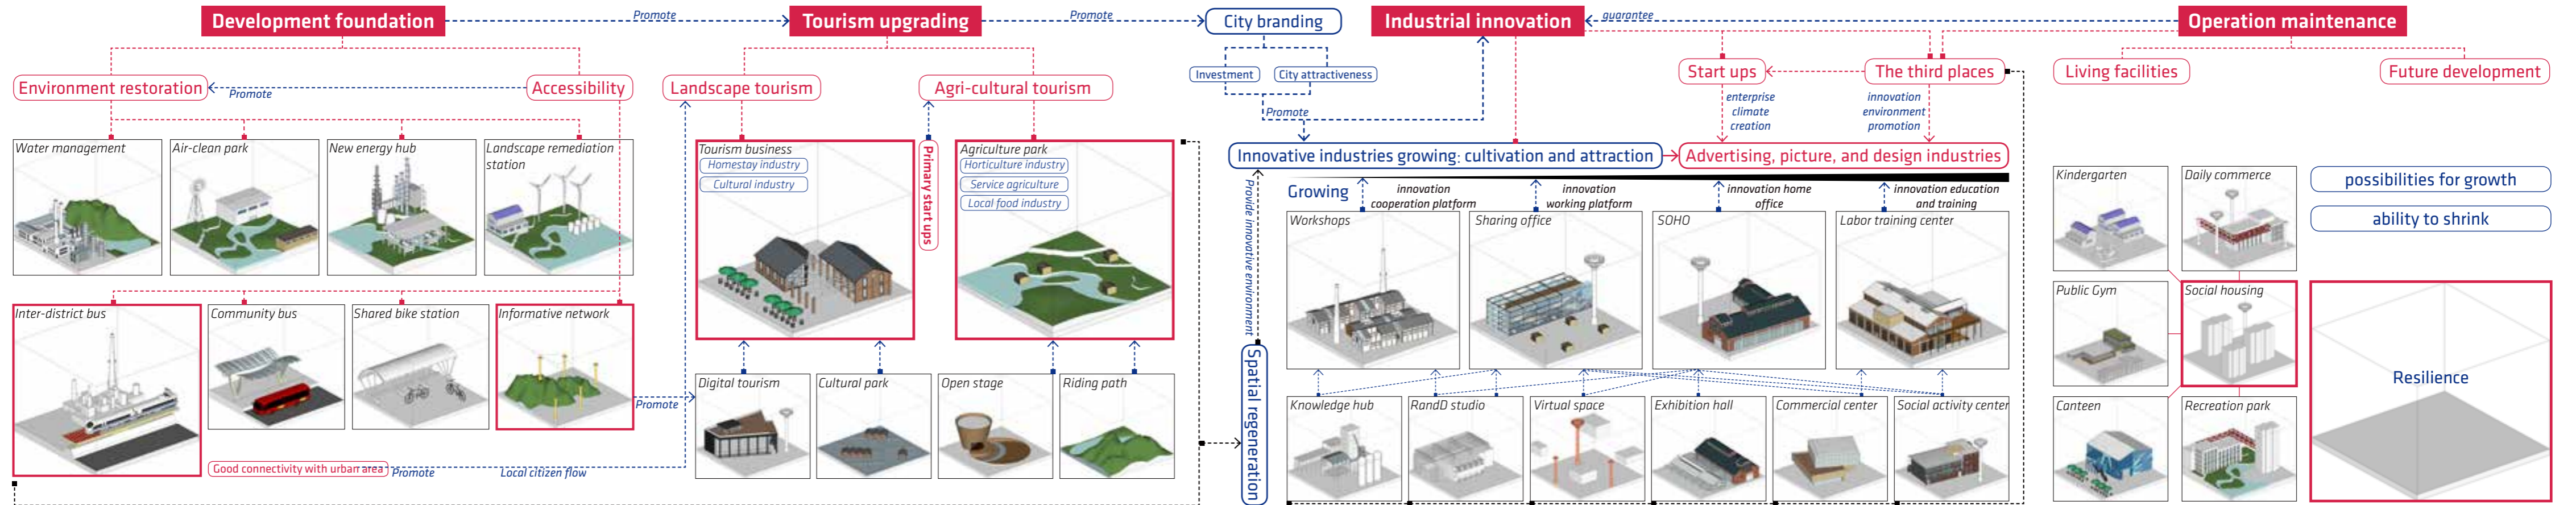 Development foundation
Promote
Tourism upgrading
Promote
City branding
Industrial innovation
guarantee
Operation maintenance
Environment restoration
Promote
Accessibility
Landscape tourism
Agri-cultural tourism
Investment
City attractiveness
Promote
Start ups
The third places
enterprise
climate
creation
innovation
environment
promotion
Living facilities
Future development
Water management
Air-clean park
New energy hub
Landscape remediation
station
Tourism business
Homestay industry
Cultural industry
Primary start ups
Agriculture park
Horticulture industry
Service agriculture
Local food industry
Innovative industries growing: cultivation and attraction
Advertising, picture, and design industries
Growing
innovation
cooperation platform
innovation
working platform
innovation home
office
innovation education
and training
Provide innovative environment
Workshops
Sharing office
SOHO
Labor training center
Kindergarten
Daily commerce
possibilities for growth
ability to shrink
Inter-district bus
Community bus
Shared bike station
Informative network
Promote
Good connectivity with urban area
Promote
Local citizen flow
Digital tourism
Cultural park
Open stage
Riding path
Spatial regeneration
Knowledge hub
RandD studio
Virtual space
Exhibition hall
Commercial center
Social activity center
Public Gym
Social housing
Canteen
Recreation park
Resilience